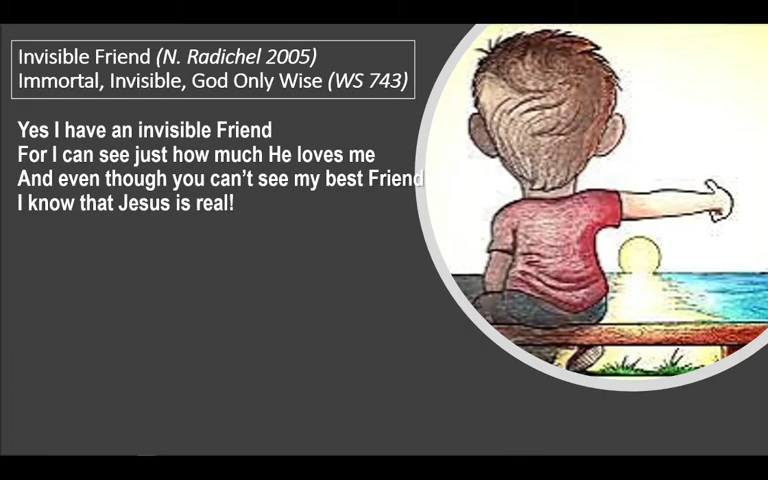 Invisible Friend (N. Radichel 2005)
Immortal, Invisible, God Only Wise (WS 743)
Yes I have an invisible Friend
For I can see just how much He loves me
And even though you can't see my best Friend
I know that Jesus is real!